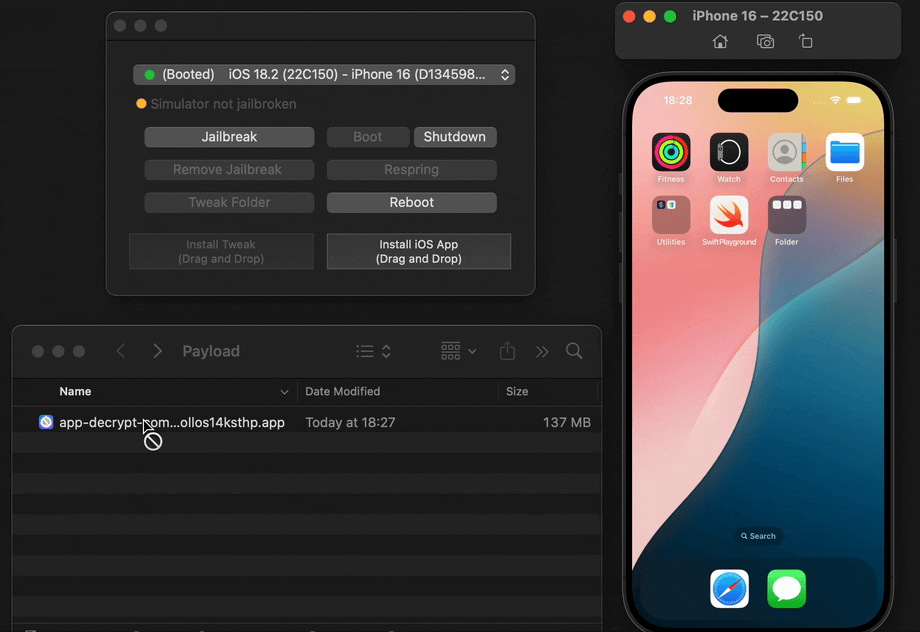 iPhone 16 – 22C150
(Booted) iOS 18.2 (22C150) - iPhone 16 (D134598...
Simulator not jailbroken
Jailbreak
Boot
Shutdown
Remove Jailbreak
Respring
Tweak Folder
Reboot
Install Tweak
(Drag and Drop)
Install iOS App
(Drag and Drop)
18:28
Fitness
Watch
Contacts
Files
Utilities
SwiftPlayground
Folder
Search
Payload
Name
Date Modified
Size
app-decrypt-com...ollos14ksthp.app
Today at 18:27
137 MB